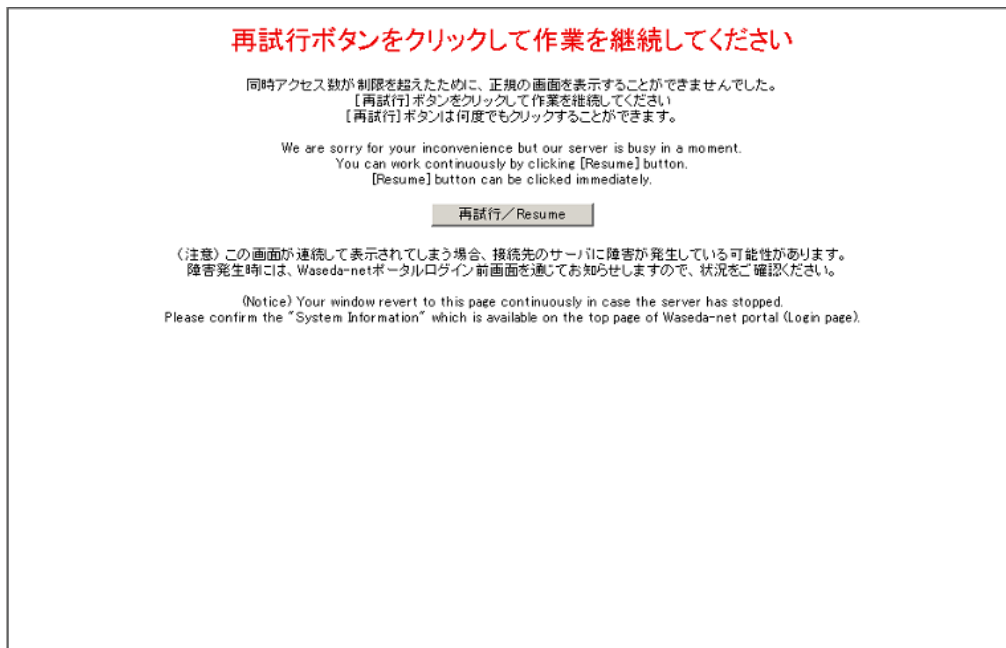 再試行ボタンをクリックして作業を継続してください
同時アクセス数が制限を超えたために、正規の画面を表示することができませんでした。
[再試行]ボタンをクリックして作業を継続してください
[再試行]ボタンは何度でもクリックすることができます。
We are sorry for your inconvenience but our server is busy in a moment.
You can work continuously by clicking [Resume] button.
[Resume] button can be clicked immediately.
再試行／Resume
(注意) この画面が連続して表示されてしまう場合、接続先のサーバに障害が発生している可能性があります。
障害発生時には、Waseda-netポータルログイン前画面を通じてお知らせしますので、状況をご確認ください。
(Notice) Your window revert to this page continuously in case the server has stopped.
Please confirm the "System Information" which is available on the top page of Waseda-net portal (Login page).